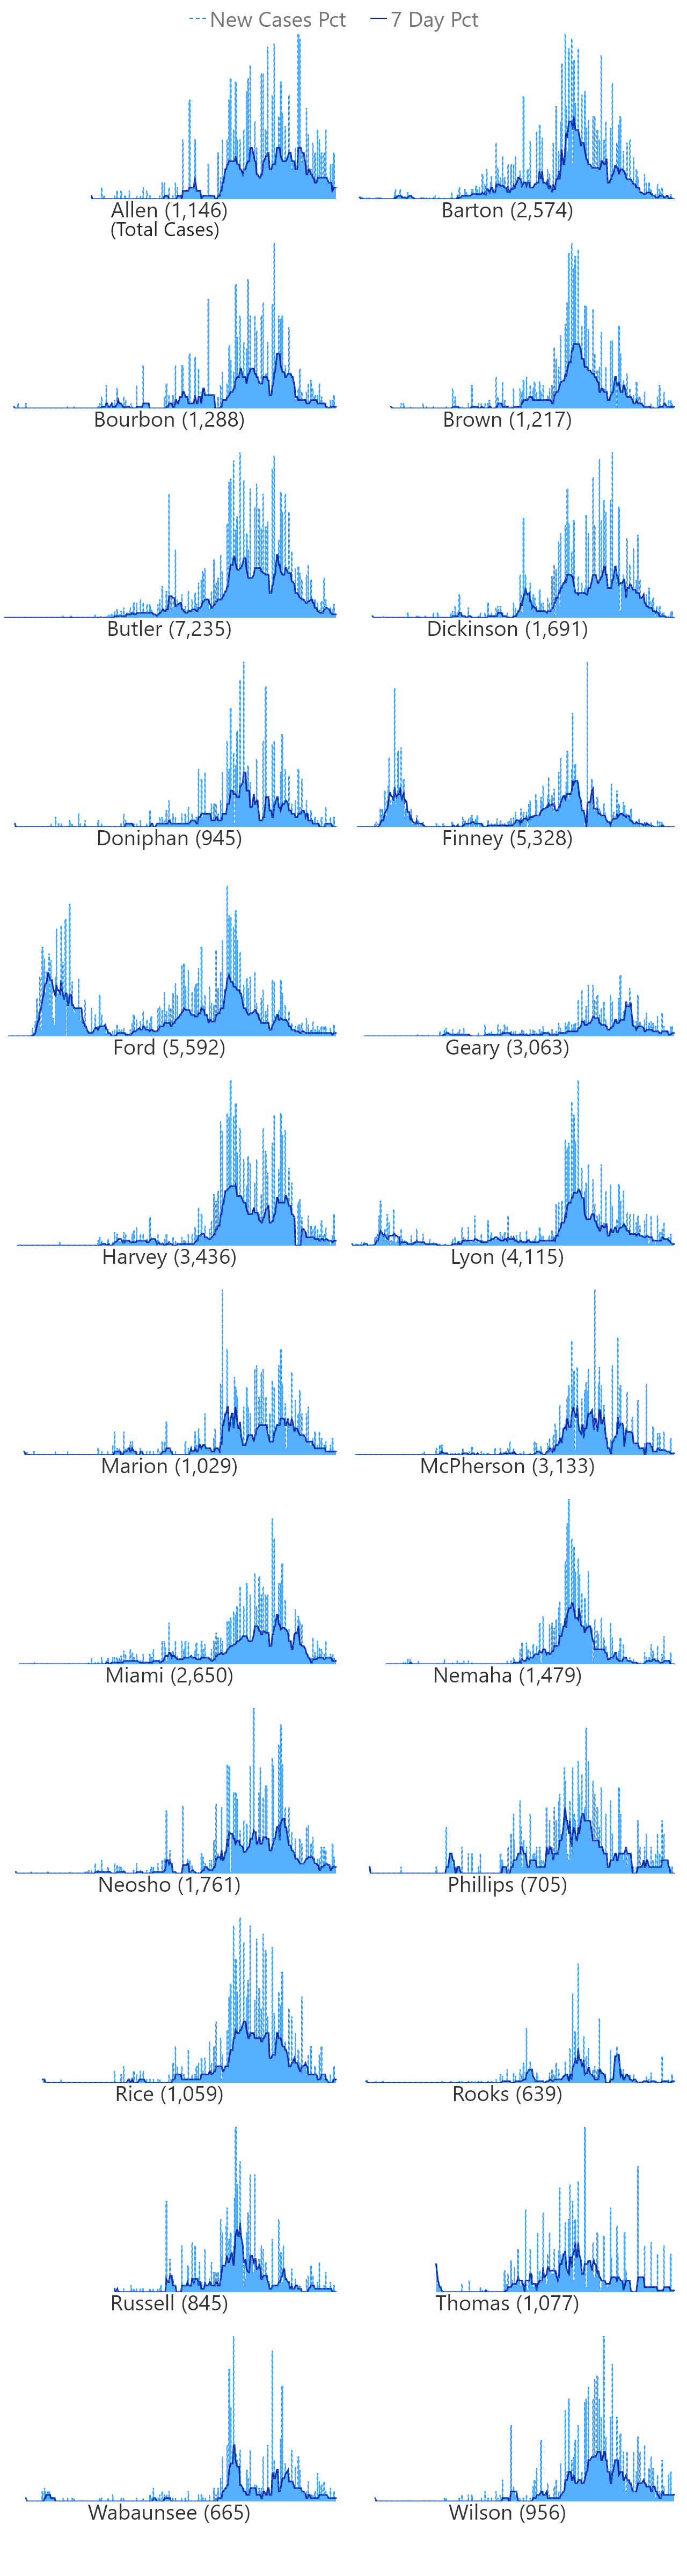 New Cases Pct 7 Day Pct
Allen (1,146)
(Total Cases)
Barton (2,574)
Bourbon (1,288)
Brown (1,217)
Butler (7,235)
Dickinson (1,691)
Doniphan (945)
Finney (5,328)
Ford (5,592)
Geary (3,063)
Harvey (3,436)
Lyon (4,115)
Marion (1,029)
McPherson (3,133)
Miami (2,650)
Nemaha (1,479)
Neosho (1,761)
Phillips (705)
Rice (1,059)
Rooks (639)
Russell (845)
Thomas (1,077)
Wabaunsee (665)
Wilson (956)